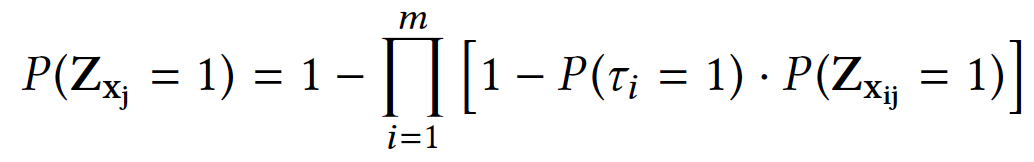 P(Z_{x_j} = 1) = 1 − ∏_{i=1}^{m} [1 − P(τ_i = 1) · P(Z_{x_{ij}} = 1)]